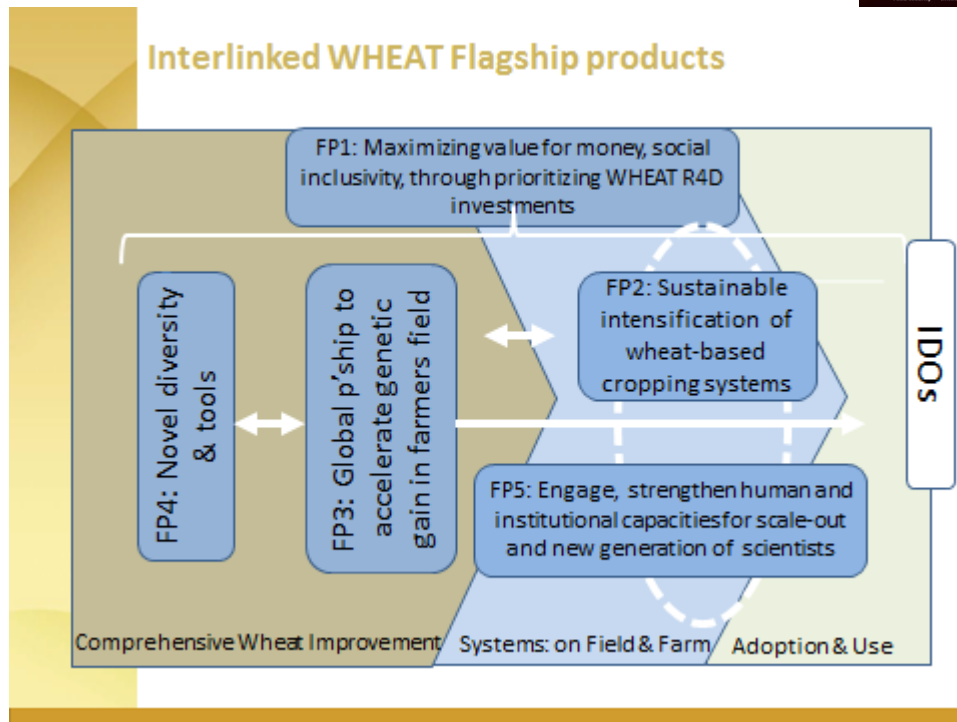 Interlinked WHEAT Flagship products
FP1: Maximizing value for money, social
inclusivity, through prioritizing WHEAT R4D
investments
FP4: Novel diversity
& tools
FP3: Global p'ship to
accelerate genetic
gain in farmers field
FP2: Sustainable
intensification of
wheat-based
cropping systems
IDOs
FP5: Engage, strengthen human and
institutional capacitiesfor scale-out
and new generation of scientists
Comprehensive Wheat Improvement
Systems: on Field & Farm
Adoption & Use